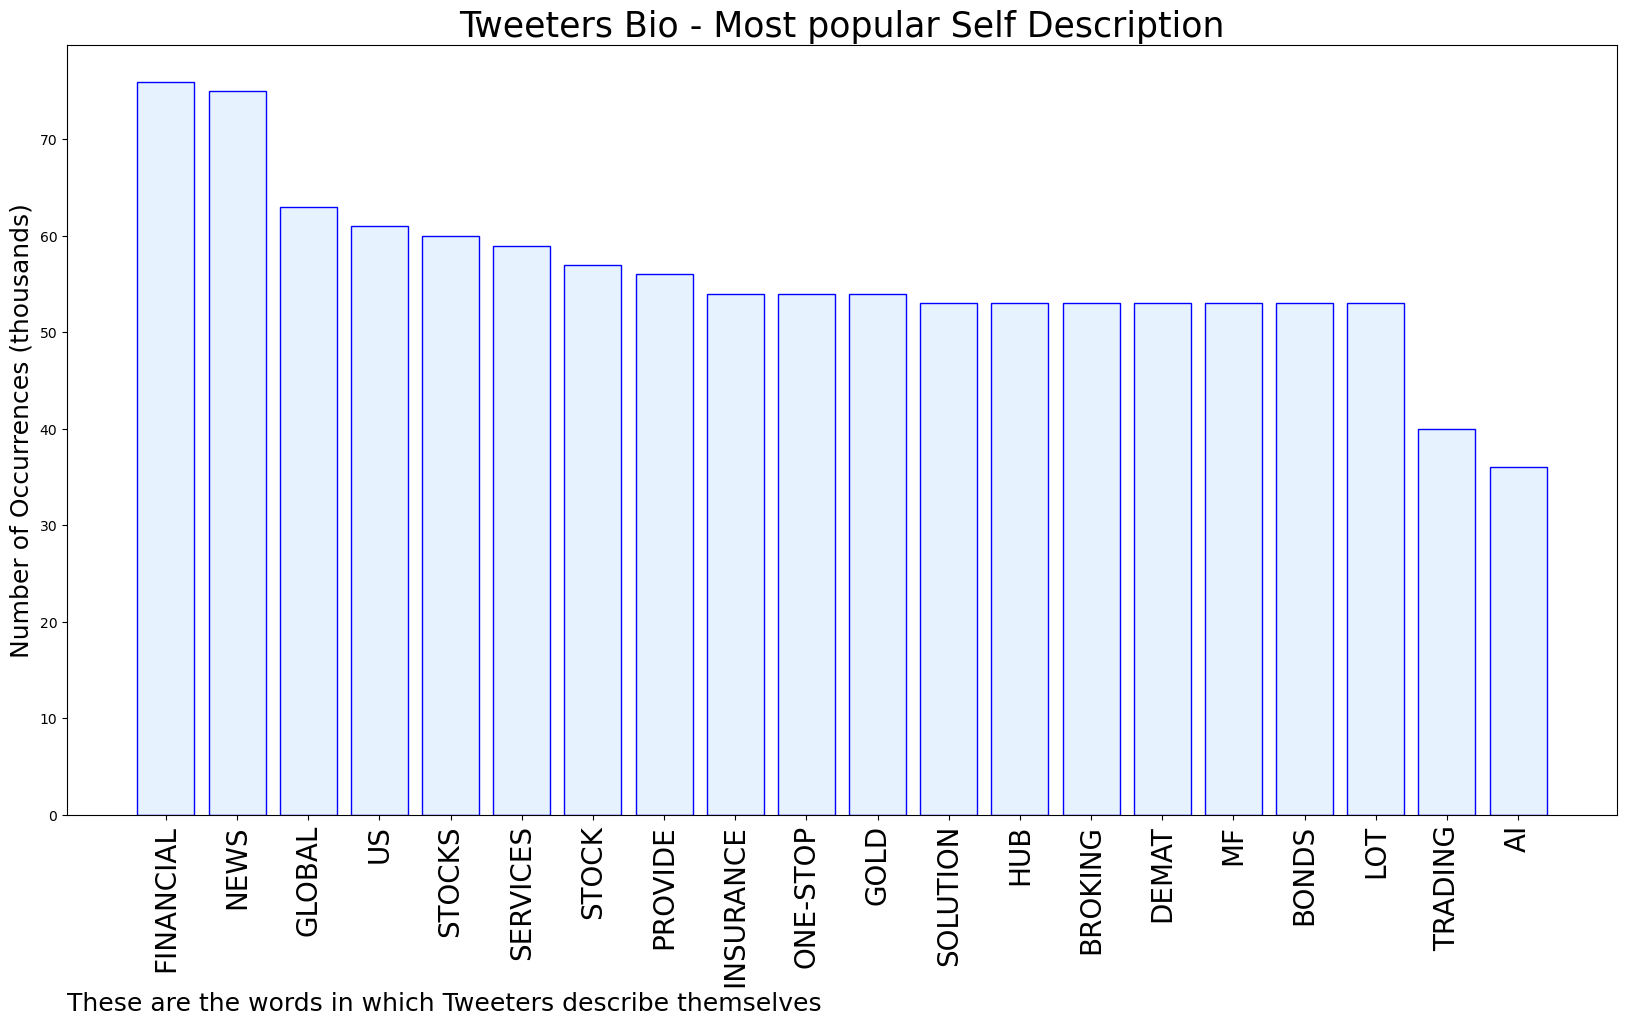 Tweeters Bio - Most popular Self Description
Number of Occurrences (thousands)
70
60
50
40
30
20
10
0
FINANCIAL
NEWS
GLOBAL
US
STOCKS
SERVICES
STOCK
PROVIDE
INSURANCE
ONE-STOP
GOLD
SOLUTION
HUB
BROKING
DEMAT
MF
BONDS
LOT
TRADING
AI
These are the words in which Tweeters describe themselves